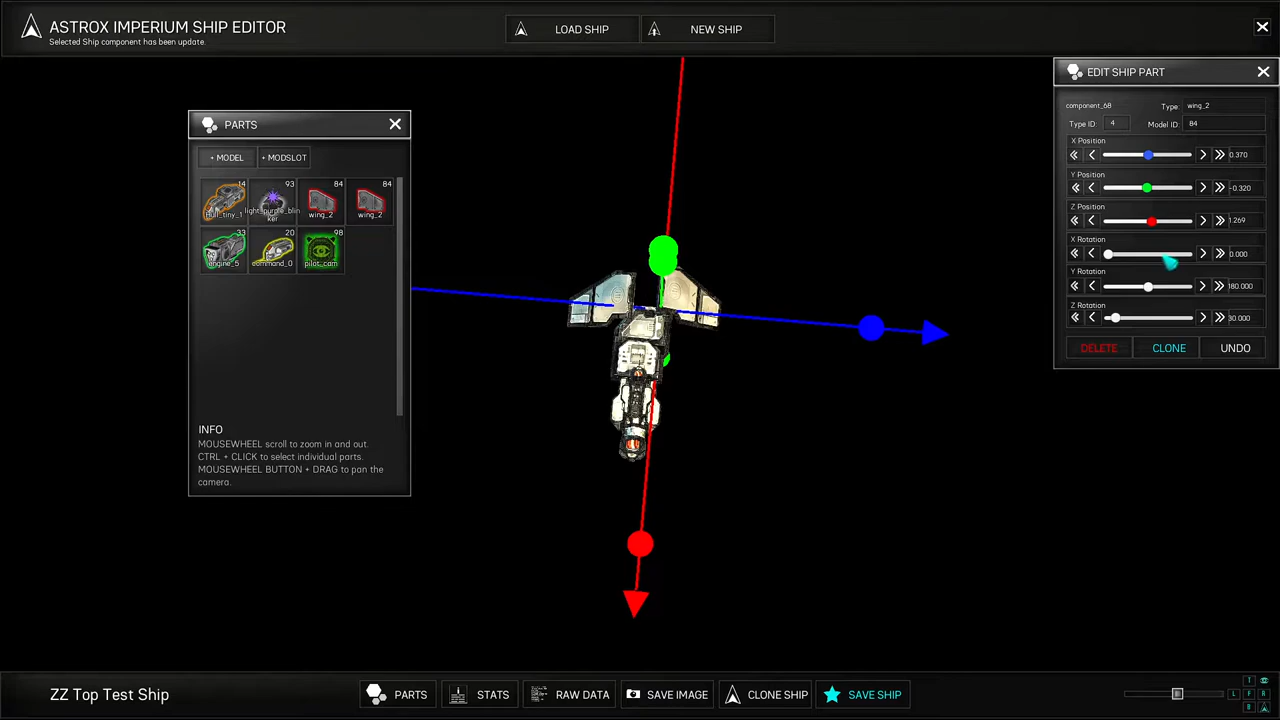 ASTROX IMPERIUM SHIP EDITOR
Selected Ship component has been update.
LOAD SHIP
NEW SHIP
PARTS
+ MODEL
+ MODSLOT
14
Hull_tiny_1
93
light_purple_blin
ker
84
wing_2
84
wing_2
33
engine_5
20
command_0
98
pilot_cam
INFO
MOUSEWHEEL scroll to zoom in and out.
CTRL + CLICK to select individual parts.
MOUSEWHEEL BUTTON + DRAG to pan the
camera.
EDIT SHIP PART
component_68
Type:
wing_2
Type ID:
4
Model ID:
84
X Position
0.370
Y Position
-0.320
Z Position
1.269
X Rotation
0.000
Y Rotation
180.000
Z Rotation
30.000
DELETE
CLONE
UNDO
ZZ Top Test Ship
PARTS
STATS
RAW DATA
SAVE IMAGE
CLONE SHIP
SAVE SHIP
T
L
F
R
B